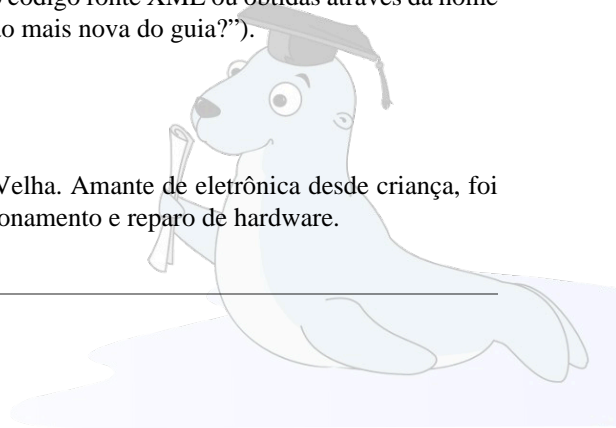 código fonte XML ou obtidas através da home
o mais nova do guia?").
Velha. Amante de eletrônica desde criança, foi
onamento e reparo de hardware.